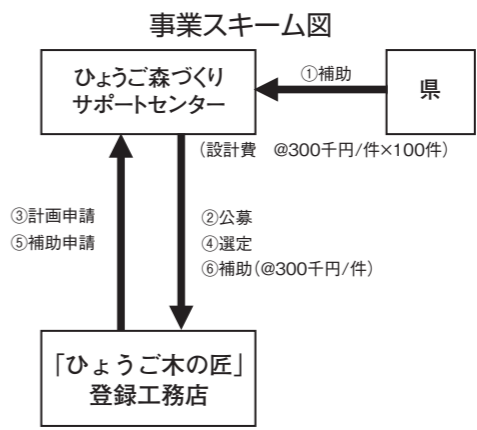 事業スキーム図
ひょうご森づくり
サポートセンター
①補助
県
(設計費　@300千円/件×100件)
③計画申請
⑤補助申請
②公募
④選定
⑥補助(@300千円/件)
「ひょうご木の匠」
登録工務店